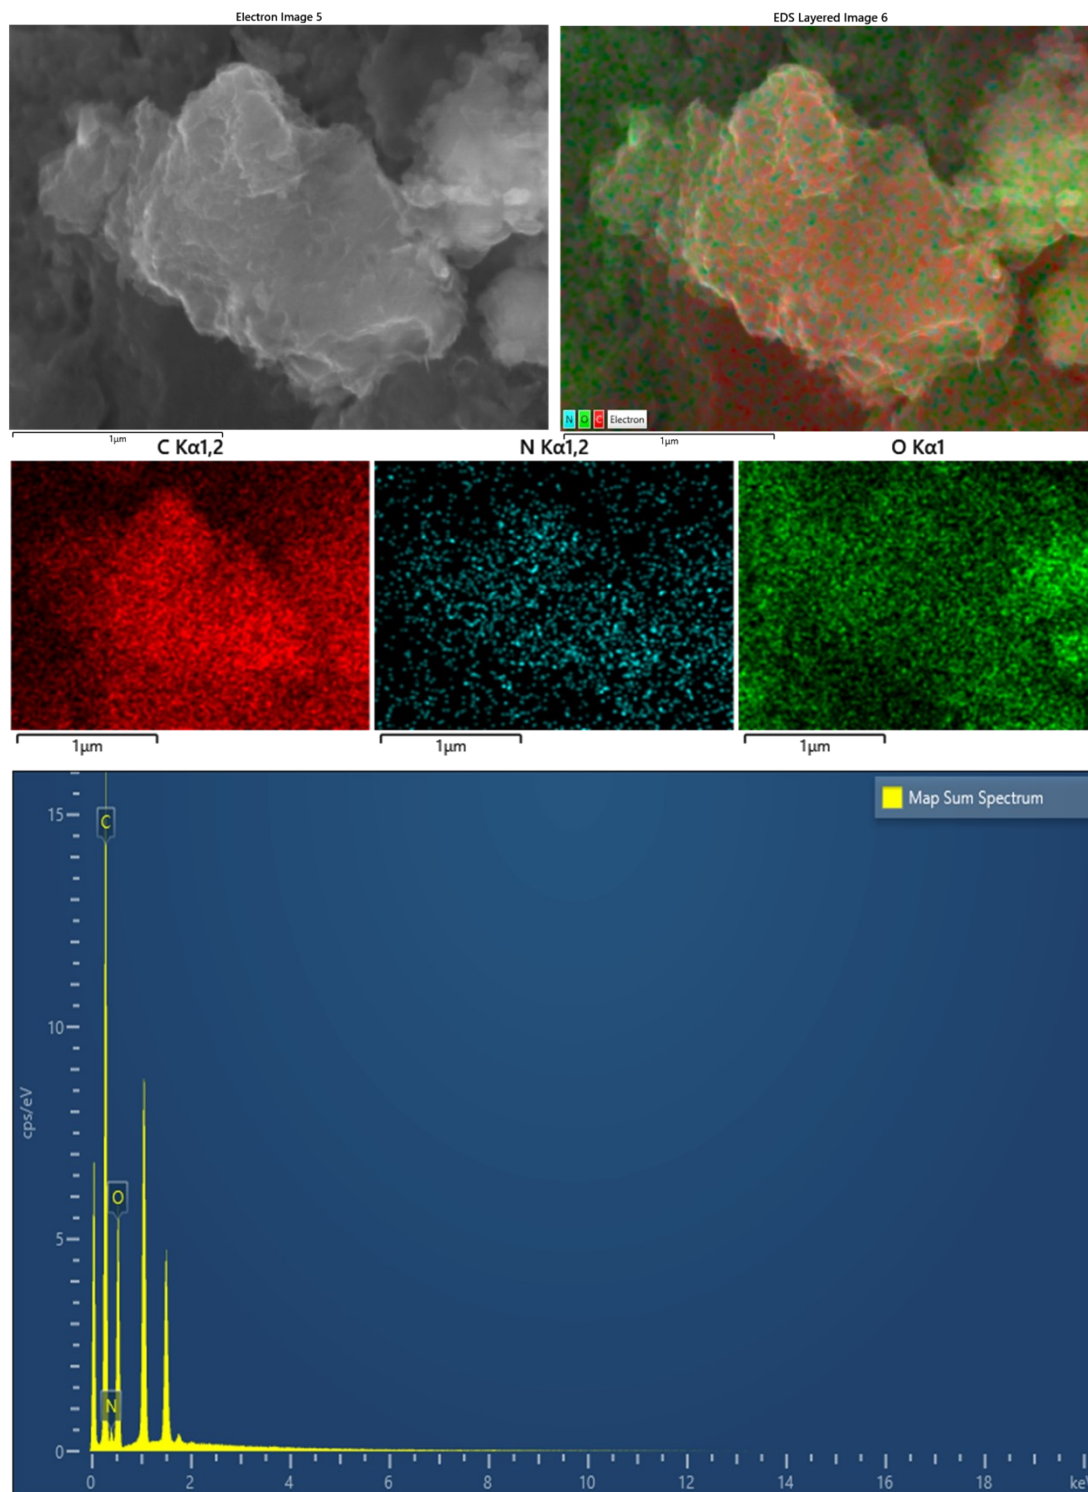 Electron Image 5
EDS Layered Image 6
N O C Electron
1μm
1μm
C Kα1,2
N Kα1,2
O Kα1
1μm
1μm
1μm
Map Sum Spectrum
15
C
10
cps/eV
5
O
N
0
0 2 4 6 8 10 12 14 16 18